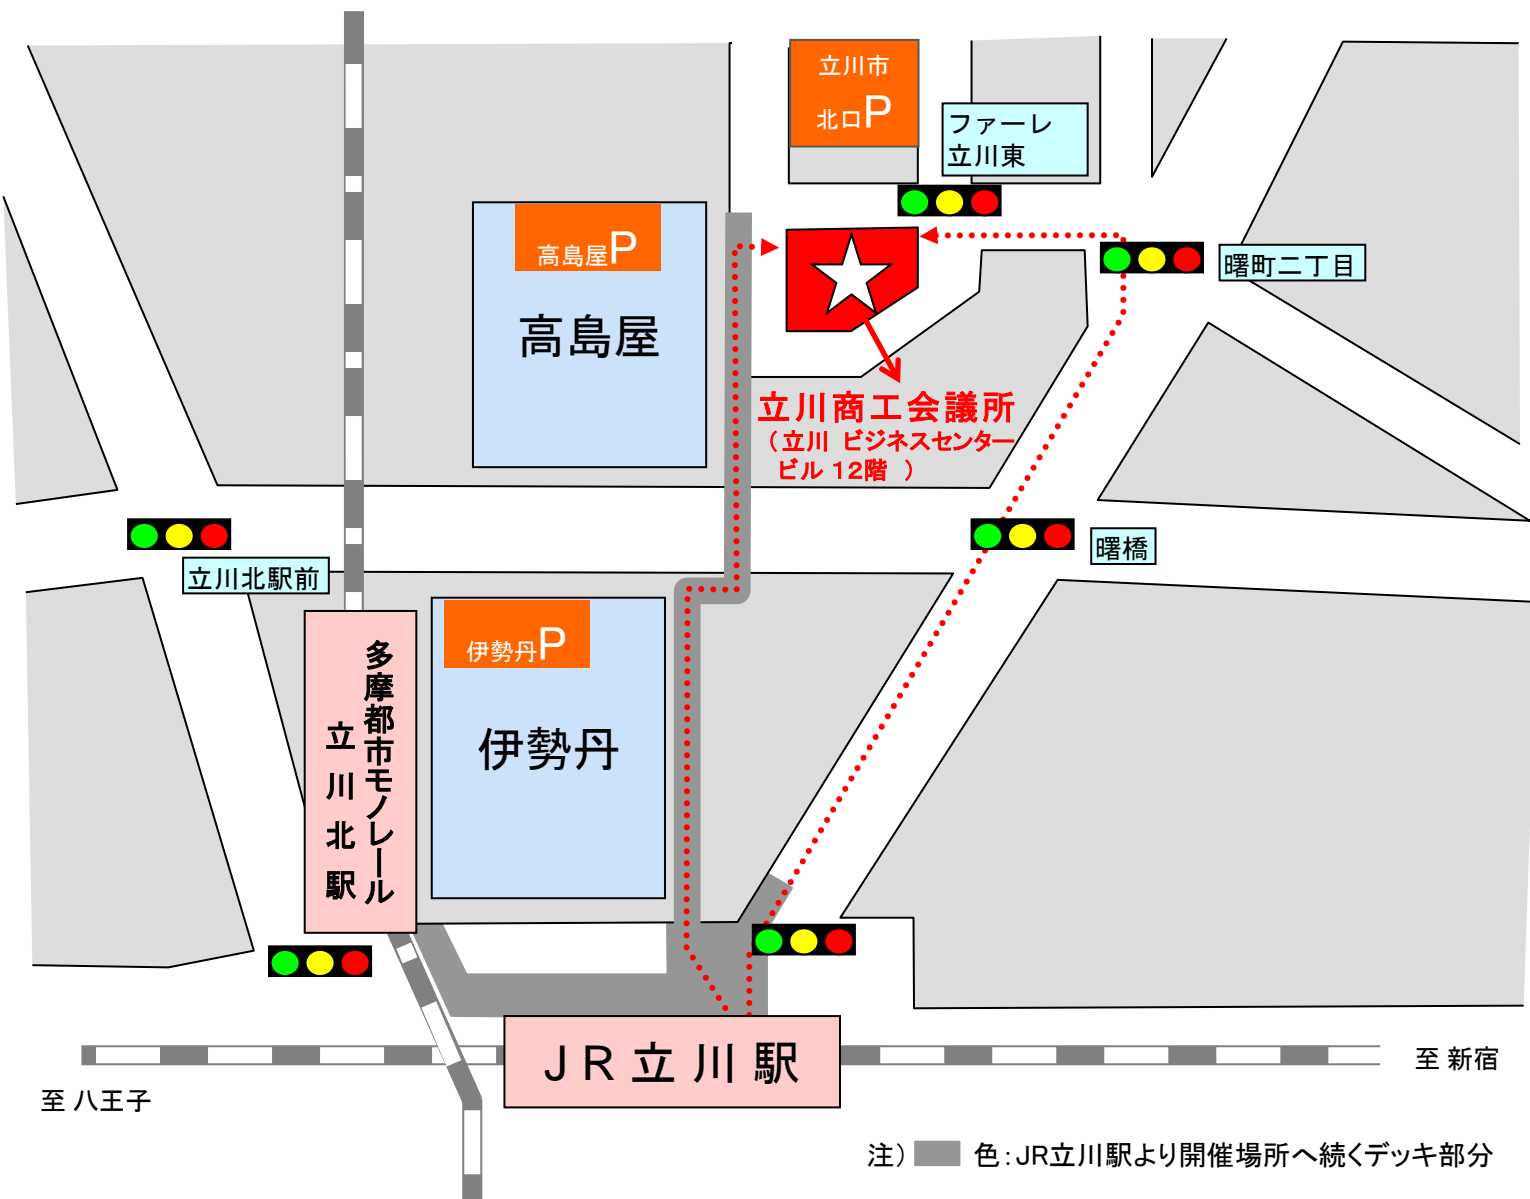 立川市
北口P
ファーレ
立川東
高島屋P
高島屋
曙町二丁目
立川商工会議所
（立川 ビジネスセンター
ビル 12階 ）
曙橋
立川北駅前
伊勢丹P
伊勢丹
多摩都市モノレール
立川北駅
JR立川駅
至 新宿
至 八王子
注） 色：JR立川駅より開催場所へ続くデッキ部分